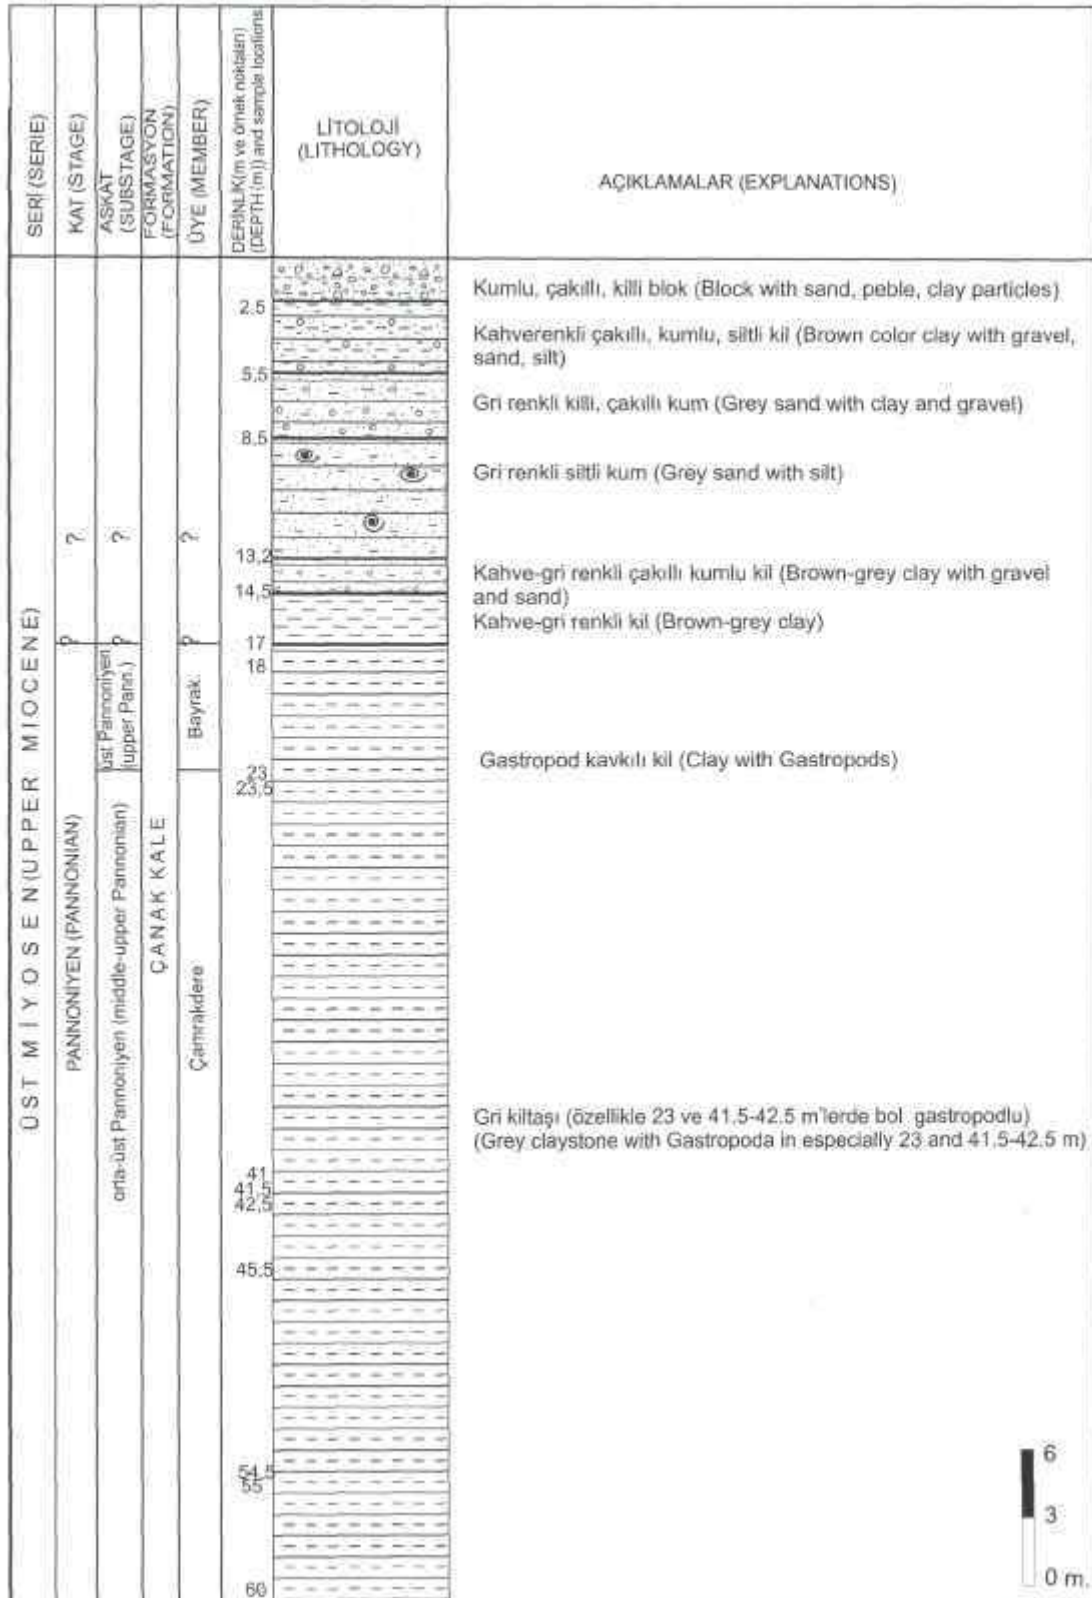 SERİ (SERIE)
KAT (STAGE)
ASKAT
(SUBSTAGE)
FORMASYON
(FORMATION)
ÜYE (MEMBER)
DERİNLİK(m ve örnek noktaları)
(DEPTH (m)) and sample locations
LİTOLOJİ
(LITHOLOGY)
AÇIKLAMALAR (EXPLANATIONS)
ÜST MİYOSEN (UPPER MIOCENE)
?
?
PANNONİYEN (PANNONIAN)
?
?
üst Pannoniyen
(upper Pann.)
orta-üst Pannoniyen (middle-upper Pannonian)
ÇANAK KALE
?
?
Bayrak
Çamrakdere
2.5
5.5
8.5
13,2
14,5
17
18
23
23,5
41
41.5
42.5
45.5
54.5
55
60
Kumlu, çakıllı, killi blok (Block with sand, peble, clay particles)
Kahverenkli çakıllı, kumlu, siltli kil (Brown color clay with gravel,
sand, silt)
Gri renkli killi, çakıllı kum (Grey sand with clay and gravel)
Gri renkli siltli kum (Grey sand with silt)
Kahve-gri renkli çakıllı kumlu kil (Brown-grey clay with gravel
and sand)
Kahve-gri renkli kil (Brown-grey clay)
Gastropod kavkılı kil (Clay with Gastropods)
Gri kiltaşı (özellikle 23 ve 41.5-42.5 m'lerde bol gastropodlu)
(Grey claystone with Gastropoda in especially 23 and 41.5-42.5 m)
6
3
0 m.